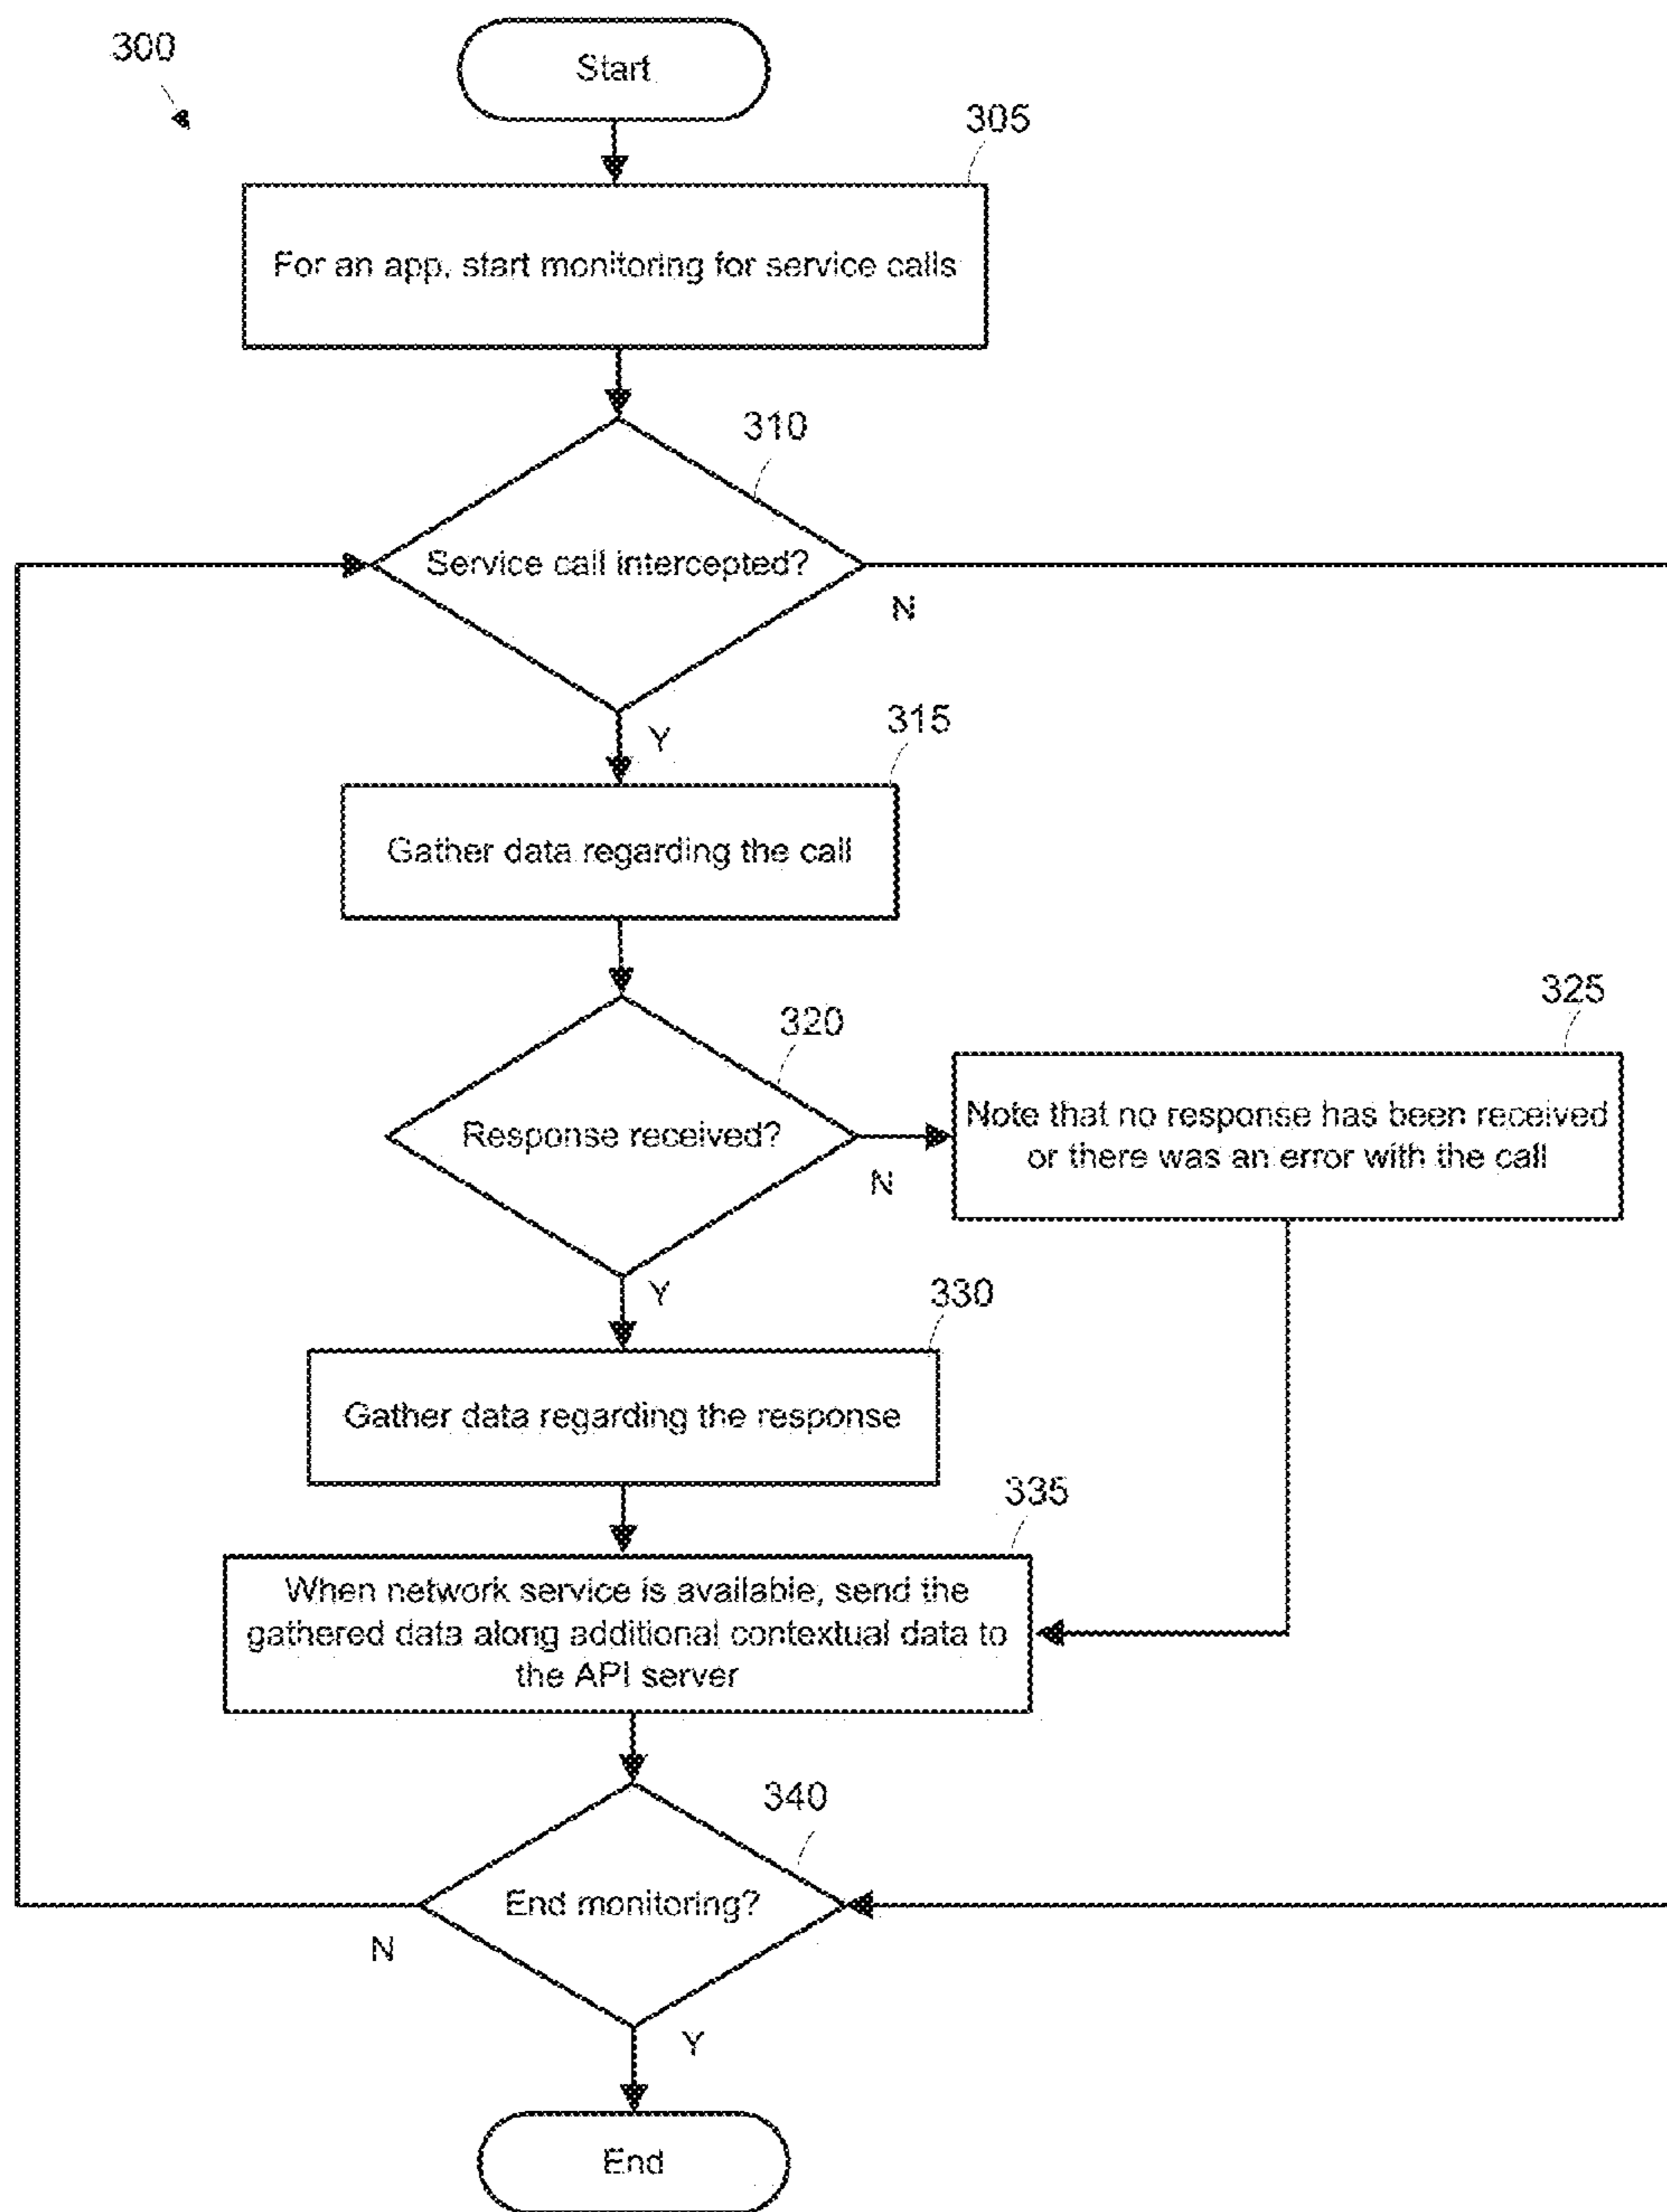 300
Start
305
For an app, start monitoring for service calls
310
Service call intercepted?
N
Y
315
Gather data regarding the call
320
325
Response received?
Note that no response has been received
or there was an error with the call
N
Y
330
Gather data regarding the response
335
When network service is available, send the
gathered data along additional contextual data to
the API server
340
End monitoring?
N
Y
End